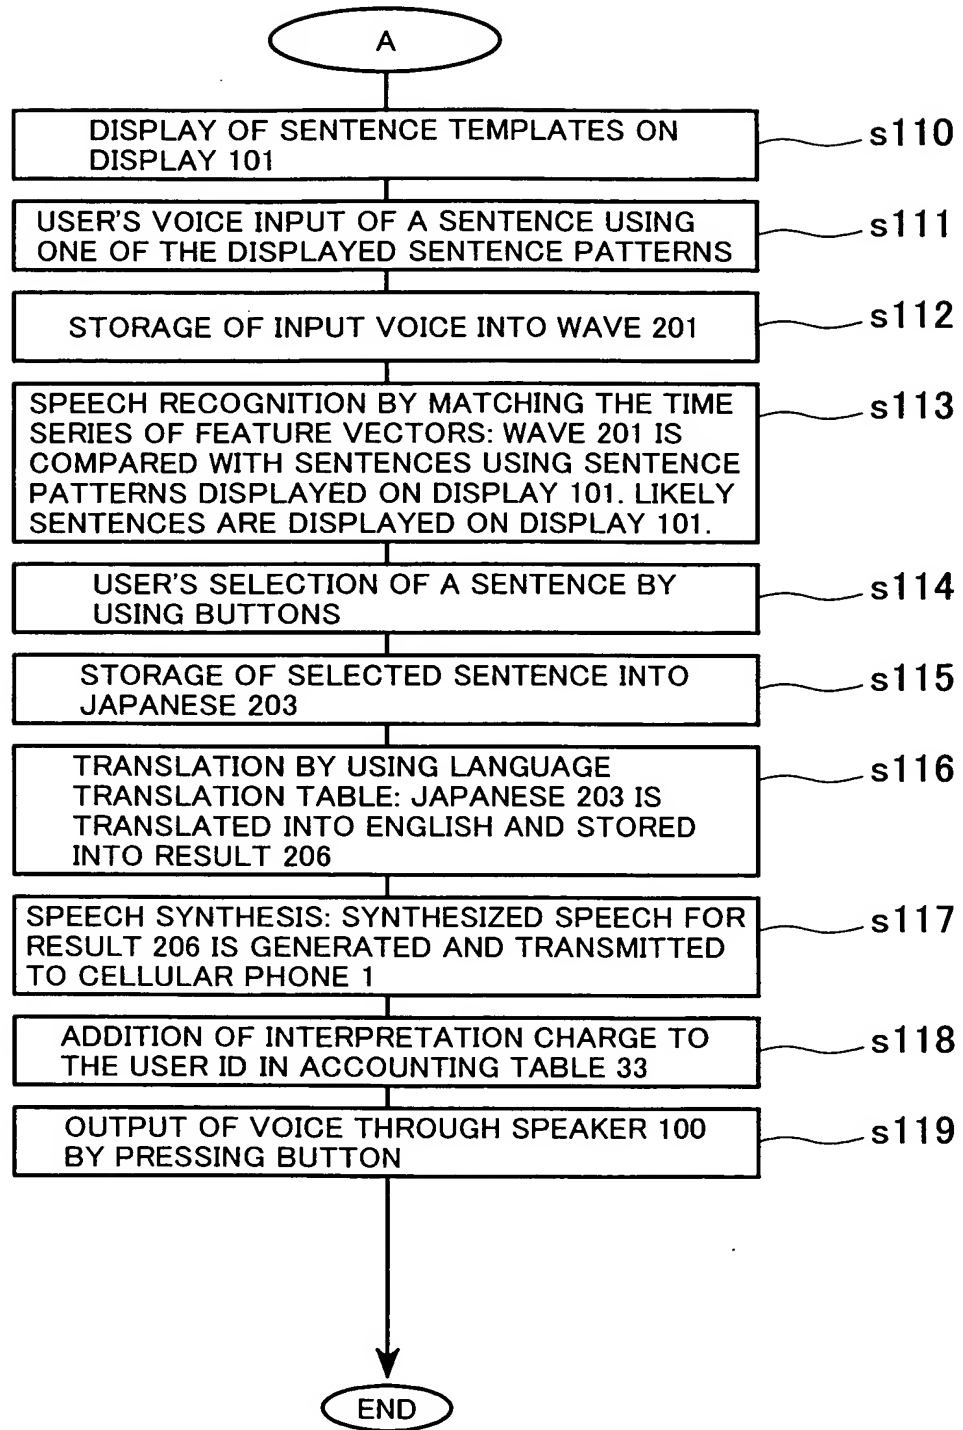 A
DISPLAY OF SENTENCE TEMPLATES ON
DISPLAY 101
s110
USER'S VOICE INPUT OF A SENTENCE USING
ONE OF THE DISPLAYED SENTENCE PATTERNS
s111
STORAGE OF INPUT VOICE INTO WAVE 201
s112
SPEECH RECOGNITION BY MATCHING THE TIME
SERIES OF FEATURE VECTORS: WAVE 201 IS
COMPARED WITH SENTENCES USING SENTENCE
PATTERNS DISPLAYED ON DISPLAY 101. LIKELY
SENTENCES ARE DISPLAYED ON DISPLAY 101.
s113
USER'S SELECTION OF A SENTENCE BY
USING BUTTONS
s114
STORAGE OF SELECTED SENTENCE INTO
JAPANESE 203
s115
TRANSLATION BY USING LANGUAGE
TRANSLATION TABLE: JAPANESE 203 IS
TRANSLATED INTO ENGLISH AND STORED
INTO RESULT 206
s116
SPEECH SYNTHESIS: SYNTHESIZED SPEECH FOR
RESULT 206 IS GENERATED AND TRANSMITTED
TO CELLULAR PHONE 1
s117
ADDITION OF INTERPRETATION CHARGE TO
THE USER ID IN ACCOUNTING TABLE 33
s118
OUTPUT OF VOICE THROUGH SPEAKER 100
BY PRESSING BUTTON
s119
END